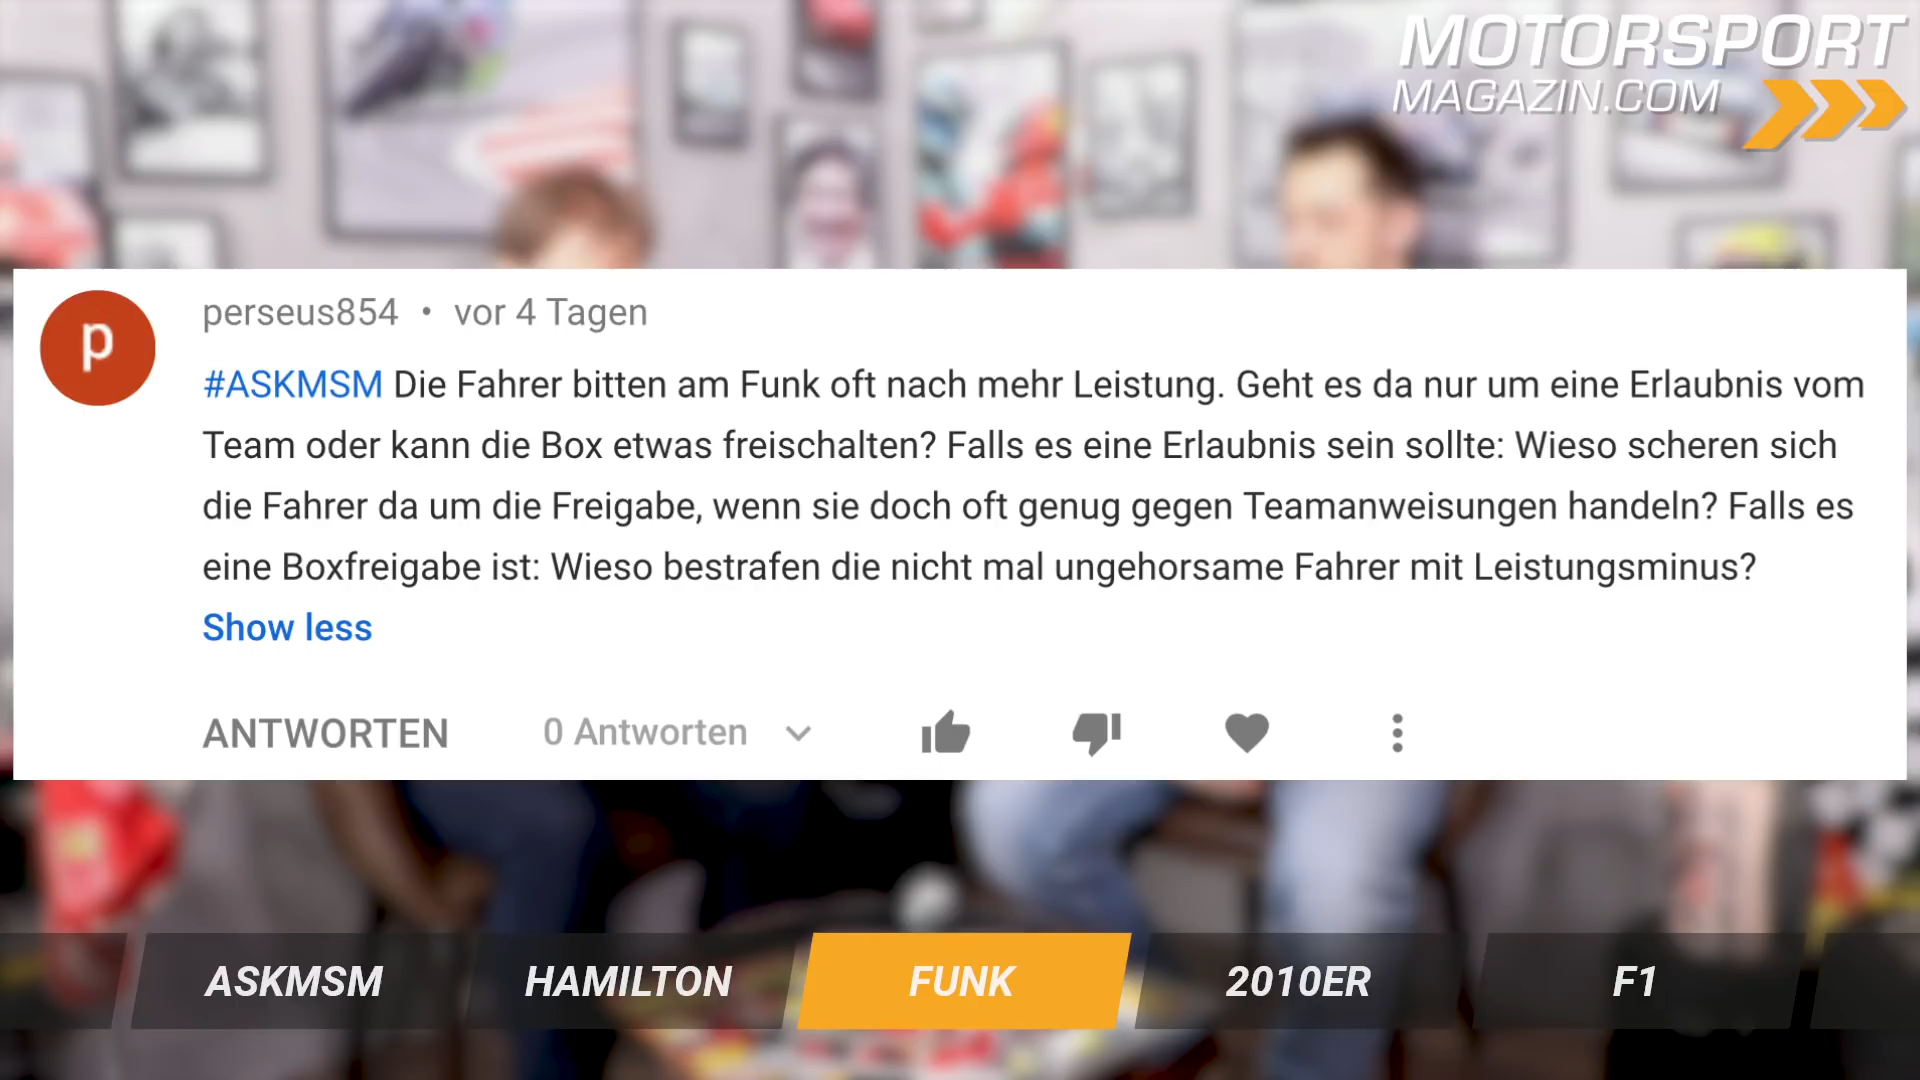 MOTORSPORT
MAGAZIN.COM
p
perseus854 • vor 4 Tagen
#ASKMSM Die Fahrer bitten am Funk oft nach mehr Leistung. Geht es da nur um eine Erlaubnis vom
Team oder kann die Box etwas freischalten? Falls es eine Erlaubnis sein sollte: Wieso scheren sich
die Fahrer da um die Freigabe, wenn sie doch oft genug gegen Teamanweisungen handeln? Falls es
eine Boxfreigabe ist: Wieso bestrafen die nicht mal ungehorsame Fahrer mit Leistungsminus?
Show less
ANTWORTEN 0 Antworten
ASKMSM HAMILTON FUNK 2010ER F1